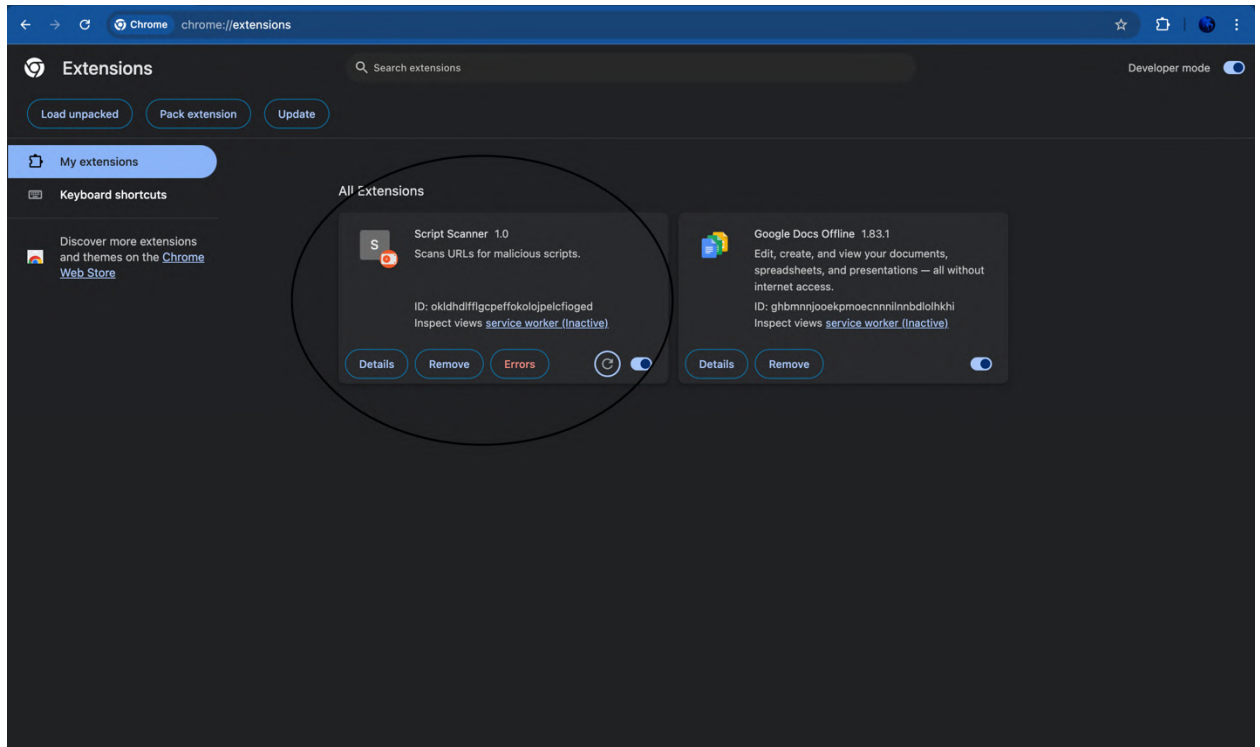 Chrome chrome://extensions
Extensions
Search extensions
Developer mode
Load unpacked
Pack extension
Update
My extensions
Keyboard shortcuts
Discover more extensions
and themes on the Chrome
Web Store
All Extensions
S
Script Scanner 1.0
Scans URLs for malicious scripts.
ID: okldhdlfflgcpeffokolojpelcfioged
Inspect views service worker (Inactive)
Details
Remove
Errors
Google Docs Offline 1.83.1
Edit, create, and view your documents,
spreadsheets, and presentations — all without
internet access.
ID: ghbmnnjooekpmoecnnnilnnbdlolhkhi
Inspect views service worker (Inactive)
Details
Remove